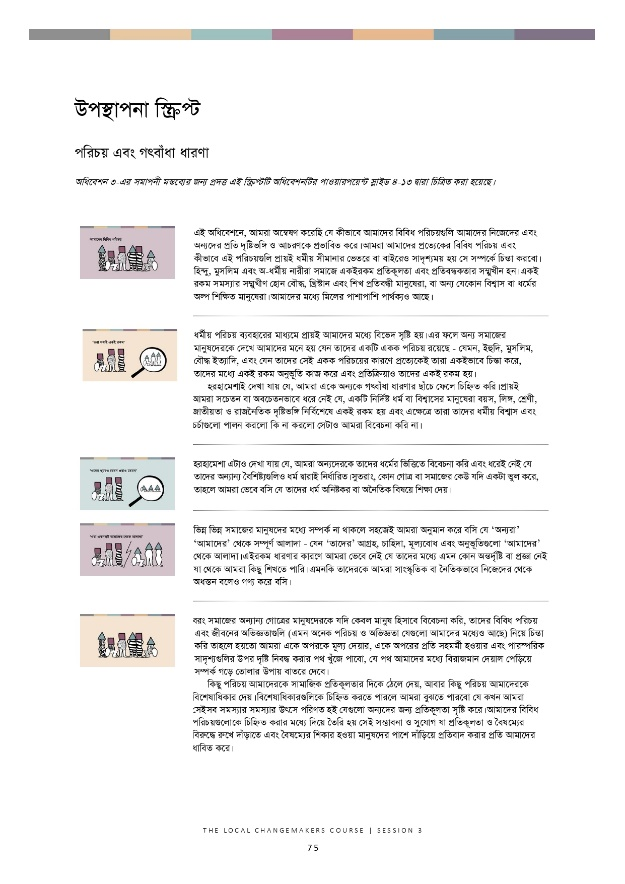 উপস্থাপনা স্ক্রিপ্ট
পরিচয় এবং গৎবাঁধা ধারণা
অধিবেশন ৩-এর সমাপনী মন্তব্যের জন্য প্রদত্ত এই স্ক্রিপ্টটি অধিবেশনটির পাওয়ারপয়েন্ট স্লাইড ৪-১৩ দ্বারা চিত্রিত করা হয়েছে।
এই অধিবেশনে, আমরা অন্বেষণ করেছি যে কীভাবে আমাদের বিবিধ পরিচয়গুলি আমাদের নিজেদের এবং
অন্যদের প্রতি দৃষ্টিভঙ্গি ও আচরণকে প্রভাবিত করে।আমরা আমাদের প্রত্যেকের বিবিধ পরিচয় এবং
কীভাবে এই পরিচয়গুলি প্রায়ই ধর্মীয় সীমানার ভেতরে বা বাইরেও সাদৃশ্যময় হয় সে সম্পর্কে চিন্তা করবো।
হিন্দু, মুসলিম এবং অ-ধর্মীয় নারীরা সমাজে একইরকম প্রতিকূলতা এবং প্রতিবন্ধকতার সম্মুখীন হন।একই
রকম সমস্যার সম্মুখীণ হোন বৌদ্ধ, খ্রিষ্টান এবং শিখ প্রতিবন্ধী মানুষেরা, বা অন্য যেকোন বিশ্বাস বা ধর্মের
অল্প শিক্ষিত মানুষেরা।আমাদের মধ্যে মিলের পাশাপাশি পার্থক্যও আছে।
ধর্মীয় পরিচয় ব্যবহারের মাধ্যমে প্রায়ই আমাদের মধ্যে বিভেদ সৃষ্টি হয়।এর ফলে অন্য সমাজের
মানুষদেরকে দেখে আমাদের মনে হয় যেন তাদের একটি একক পরিচয় রয়েছে - যেমন, ইহুদি, মুসলিম,
বৌদ্ধ ইত্যাদি, এবং যেন তাদের সেই একক পরিচয়ের কারণে প্রত্যেকেই তারা একইভাবে চিন্তা করে,
তাদের মধ্যে একই রকম অনুভূতি কাজ করে এবং প্রতিক্রিয়াও তাদের একই রকম হয়।
হরহামেশাই দেখা যায় যে, আমরা একে অন্যকে গৎবাঁধা ধারণার ছাঁচে ফেলে চিহ্নিত করি।প্রায়ই
আমরা সচেতন বা অবচেতনভাবে ধরে নেই যে, একটি নির্দিষ্ট ধর্ম বা বিশ্বাসের মানুষেরা বয়স, লিঙ্গ, শ্রেণী,
জাতীয়তা ও রাজনৈতিক দৃষ্টিভঙ্গি নির্বিশেষে একই রকম হয় এবং এক্ষেত্রে তারা তাদের ধর্মীয় বিশ্বাস এবং
চর্চাগুলো পালন করলো কি না করলো সেটাও আমরা বিবেচনা করি না।
হরহামেশা এটাও দেখা যায় যে, আমরা অন্যদেরকে তাদের ধর্মের ভিত্তিতে বিবেচনা করি এবং ধরেই নেই যে
তাদের অন্যান্য বৈশিষ্ট্যগুলিও ধর্ম দ্বারাই নির্ধারিত।সুতরাং, কোন গোত্র বা সমাজের কেউ যদি একটা ভুল করে,
তাহলে আমরা ভেবে বসি যে তাদের ধর্ম অনিষ্টকর বা অনৈতিক বিষয়ে শিক্ষা দেয়।
ভিন্ন ভিন্ন সমাজের মানুষদের মধ্যে সম্পর্ক না থাকলে সহজেই আমরা অনুমান করে বসি যে ‘অন্যরা’
‘আমাদের’ থেকে সম্পূর্ণ আলাদা - যেন ‘তাদের’ আগ্রহ, চাহিদা, মূল্যবোধ এবং অনুভূতিগুলো ‘আমাদের’
থেকে আলাদা।এইরকম ধারণার কারণে আমরা ভেবে নেই যে তাদের মধ্যে এমন কোন অন্তর্দৃষ্টি বা প্রজ্ঞা নেই
যা থেকে আমরা কিছু শিখতে পারি।এমনকি তাদেরকে আমরা সাংস্কৃতিক বা নৈতিকভাবে নিজেদের থেকে
অধস্তন বলেও গণ্য করে বসি।
বরং সমাজের অন্যান্য গোত্রের মানুষদেরকে যদি কেবল মানুষ হিসাবে বিবেচনা করি, তাদের বিবিধ পরিচয়
এবং জীবনের অভিজ্ঞতাগুলি (এমন অনেক পরিচয় ও অভিজ্ঞতা যেগুলো আমাদের মধ্যেও আছে) নিয়ে চিন্তা
করি তাহলে হয়তো আমরা একে অপরকে মূল্য দেয়ার, একে অপরের প্রতি সহমর্মী হওয়ার এবং পারস্পরিক
সাদৃশ্যগুলির উপর দৃষ্টি নিবদ্ধ করার পথ খুঁজে পাবো, যে পথ আমাদের মধ্যে বিরাজমান দেয়াল পেড়িয়ে
সম্পর্ক গড়ে তোলার উপায় বাতরে দেবে।
কিছু পরিচয় আমাদেরকে সামাজিক প্রতিকূলতার দিকে ঠেলে দেয়, আবার কিছু পরিচয় আমাদেরকে
বিশেষাধিকার দেয়।বিশেষাধিকারগুলিকে চিহ্নিত করতে পারলে আমরা বুঝতে পারবো যে কখন আমরা
সেইসব সমস্যার সমস্যার উৎসে পরিণত হই যেগুলো অন্যদের জন্য প্রতিকূলতা সৃষ্টি করে।আমাদের বিবিধ
পরিচয়গুলোকে চিহ্নিত করার মধ্যে দিয়ে তৈরি হয় সেই সম্ভাবনা ও সুযোগ যা প্রতিকূলতা ও বৈষম্যের
বিরুদ্ধে রুখে দাঁড়াতে এবং বৈষম্যের শিকার হওয়া মানুষদের পাশে দাঁড়িয়ে প্রতিবাদ করার প্রতি আমাদের
ধাবিত করে।
THE LOCAL CHANGEMAKERS COURSE | SESSION 3
75